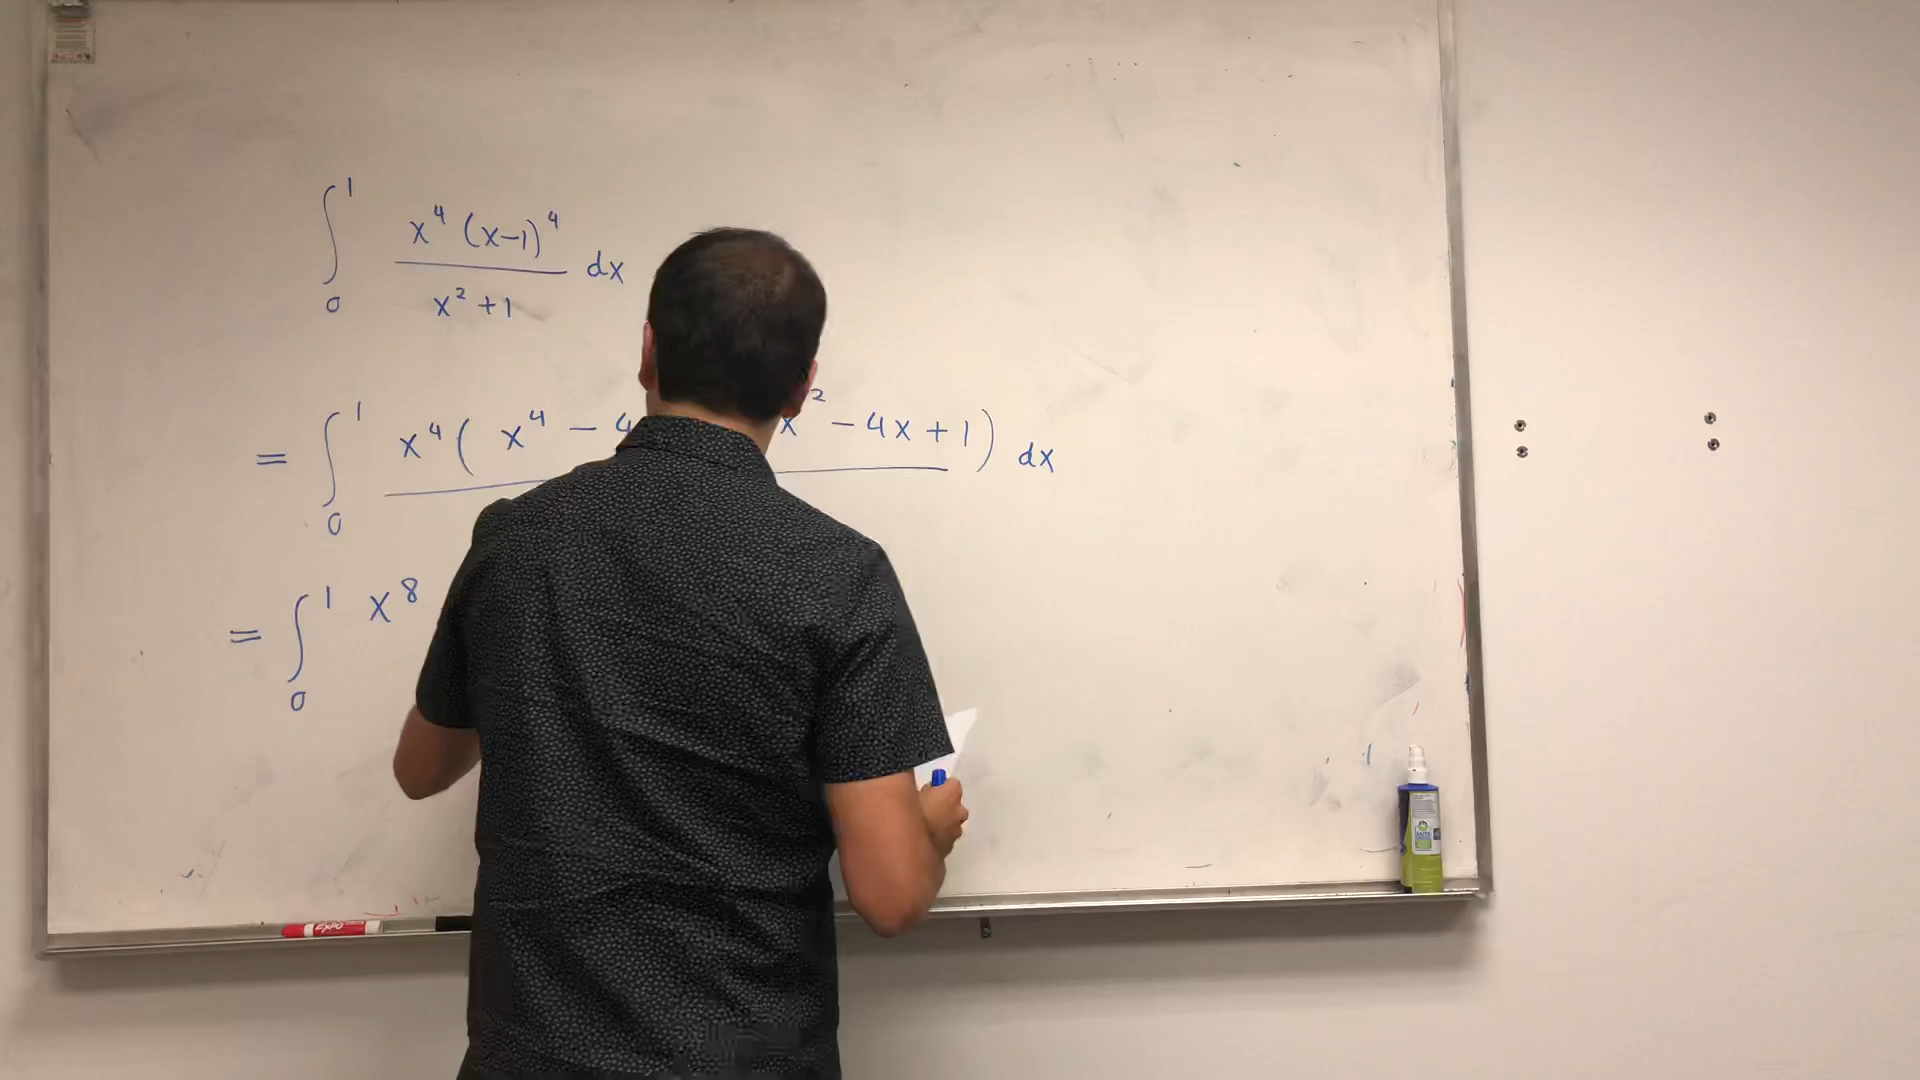 ∫₀¹ x⁴ (x-1)⁴ / x² + 1 dx
= ∫₀¹ x⁴ ( x⁴ - 4 x² - 4x + 1 ) dx
= ∫₀¹ x⁸
EXPO